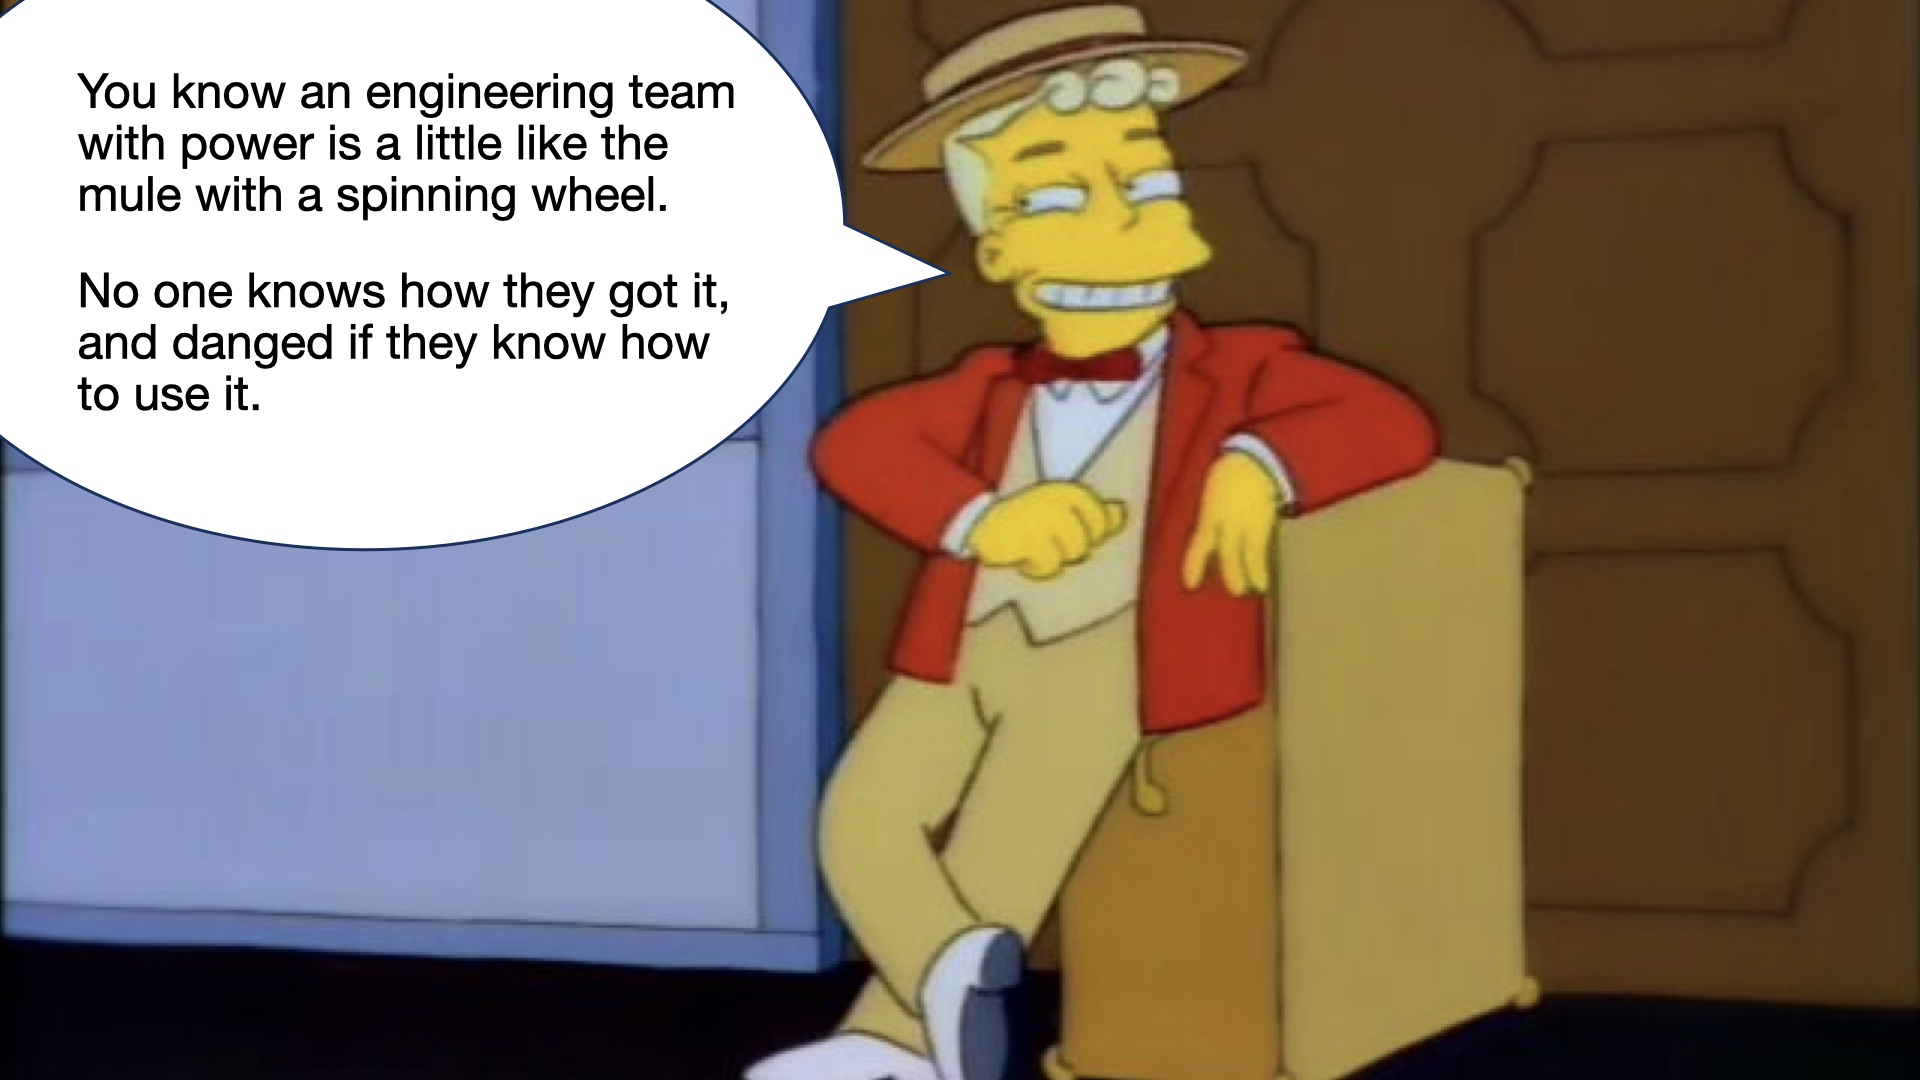 You know an engineering team
with power is a little like the
mule with a spinning wheel.
No one knows how they got it,
and danged if they know how
to use it.